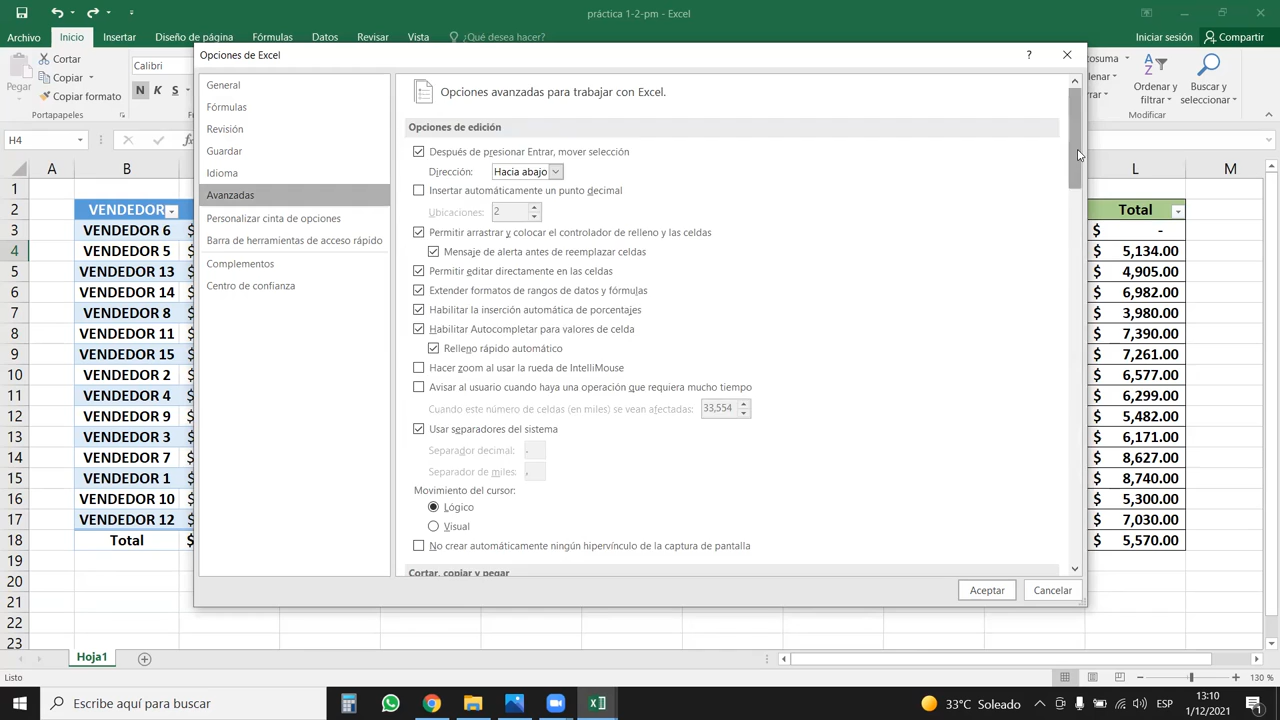 práctica 1-2-pm - Excel
Archivo Inicio Insertar Diseño de página Fórmulas Datos Revisar Vista ¿Qué desea hacer? Iniciar sesión Compartir
Cortar
Copiar
Copiar formato
Pegar
Portapapeles
Calibri
N K S
Ordenar y filtrar
Buscar y seleccionar
Modificar
H4
fx
Opciones de Excel
?
General
Fórmulas
Revisión
Guardar
Idioma
Avanzadas
Personalizar cinta de opciones
Barra de herramientas de acceso rápido
Complementos
Centro de confianza
Opciones avanzadas para trabajar con Excel.
Opciones de edición
Después de presionar Entrar, mover selección
Dirección: Hacia abajo
Insertar automáticamente un punto decimal
Ubicaciones: 2
Permitir arrastrar y colocar el controlador de relleno y las celdas
Mensaje de alerta antes de reemplazar celdas
Permitir editar directamente en las celdas
Extender formatos de rangos de datos y fórmulas
Habilitar la inserción automática de porcentajes
Habilitar Autocompletar para valores de celda
Relleno rápido automático
Hacer zoom al usar la rueda de IntelliMouse
Avisar al usuario cuando haya una operación que requiera mucho tiempo
Cuando este número de celdas (en miles) se vean afectadas: 33,554
Usar separadores del sistema
Separador decimal: .
Separador de miles: ,
Movimiento del cursor:
Lógico
Visual
No crear automáticamente ningún hipervínculo de la captura de pantalla
Cortar, copiar y pegar
Aceptar Cancelar
A B L M
1
2 VENDEDOR Total
3 VENDEDOR 6 $ $ -
4 VENDEDOR 5 $ $ 5,134.00
5 VENDEDOR 13 $ $ 4,905.00
6 VENDEDOR 14 $ $ 6,982.00
7 VENDEDOR 8 $ $ 3,980.00
8 VENDEDOR 11 $ $ 7,390.00
9 VENDEDOR 15 $ $ 7,261.00
10 VENDEDOR 2 $ $ 6,577.00
11 VENDEDOR 4 $ $ 6,299.00
12 VENDEDOR 9 $ $ 5,482.00
13 VENDEDOR 3 $ $ 6,171.00
14 VENDEDOR 7 $ $ 8,627.00
15 VENDEDOR 1 $ $ 8,740.00
16 VENDEDOR 10 $ $ 5,300.00
17 VENDEDOR 12 $ $ 7,030.00
18 Total $ $ 5,570.00
19
20
21
22
23
Hoja1
Listo
130 %
Escribe aquí para buscar
33°C Soleado
ESP
13:10
1/12/2021